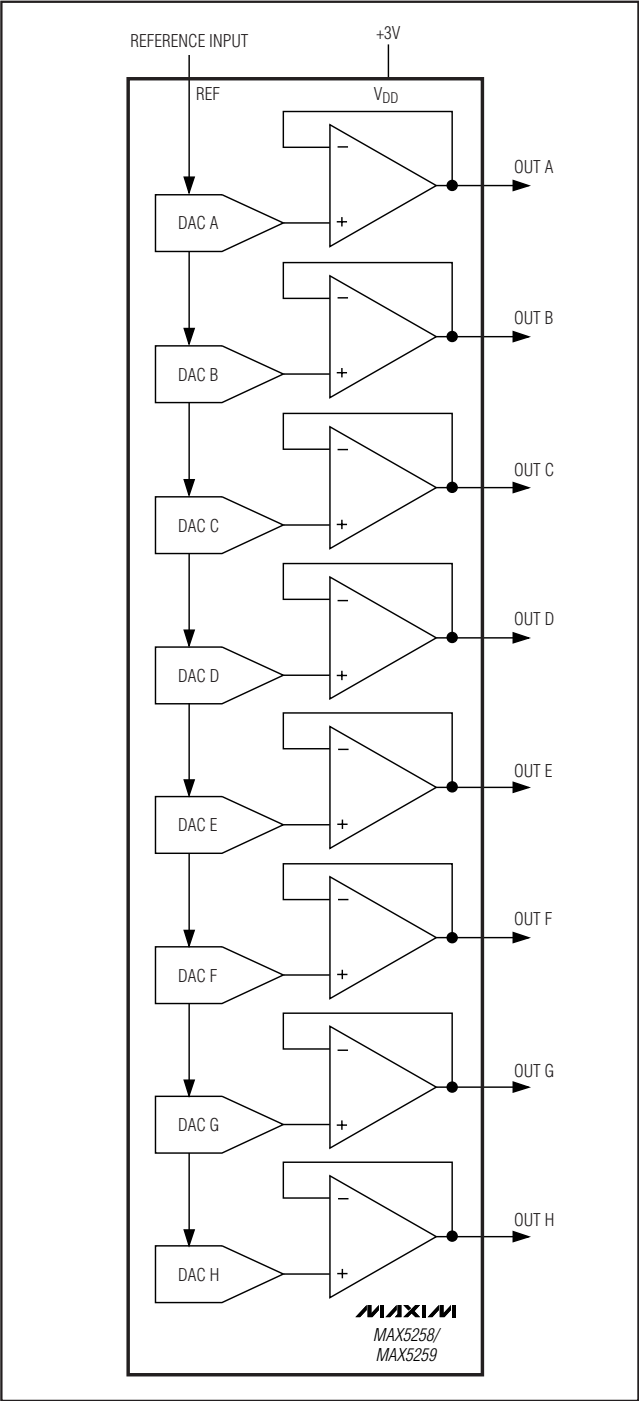 REFERENCE INPUT
+3V
REF
VDD
−
OUT A
DAC A
+
−
OUT B
DAC B
+
−
OUT C
DAC C
+
−
OUT D
DAC D
+
−
OUT E
DAC E
+
−
OUT F
DAC F
+
−
OUT G
DAC G
+
−
OUT H
DAC H
+
MAXIM
MAX5258/
MAX5259